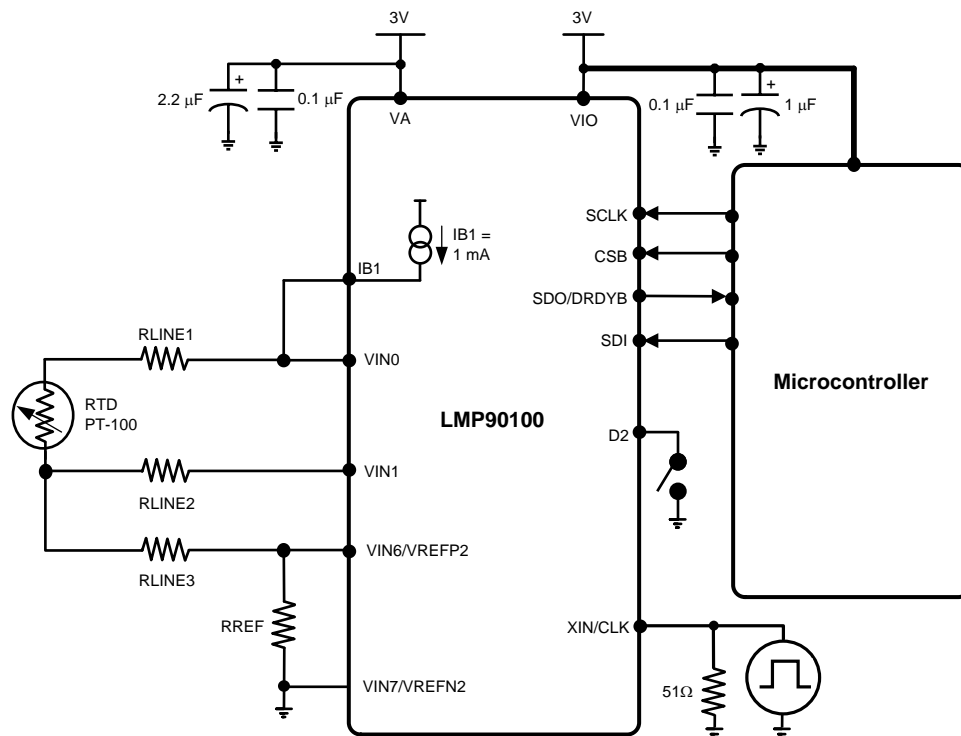 3V
3V
+
2.2 µF
0.1 µF
0.1 µF
+
1 µF
VA
VIO
IB1 =
1 mA
IB1
SCLK
CSB
SDO/DRDYB
SDI
RLINE1
VIN0
RTD
PT-100
LMP90100
Microcontroller
D2
VIN1
RLINE2
VIN6/VREFP2
RLINE3
RREF
XIN/CLK
VIN7/VREFN2
51Ω